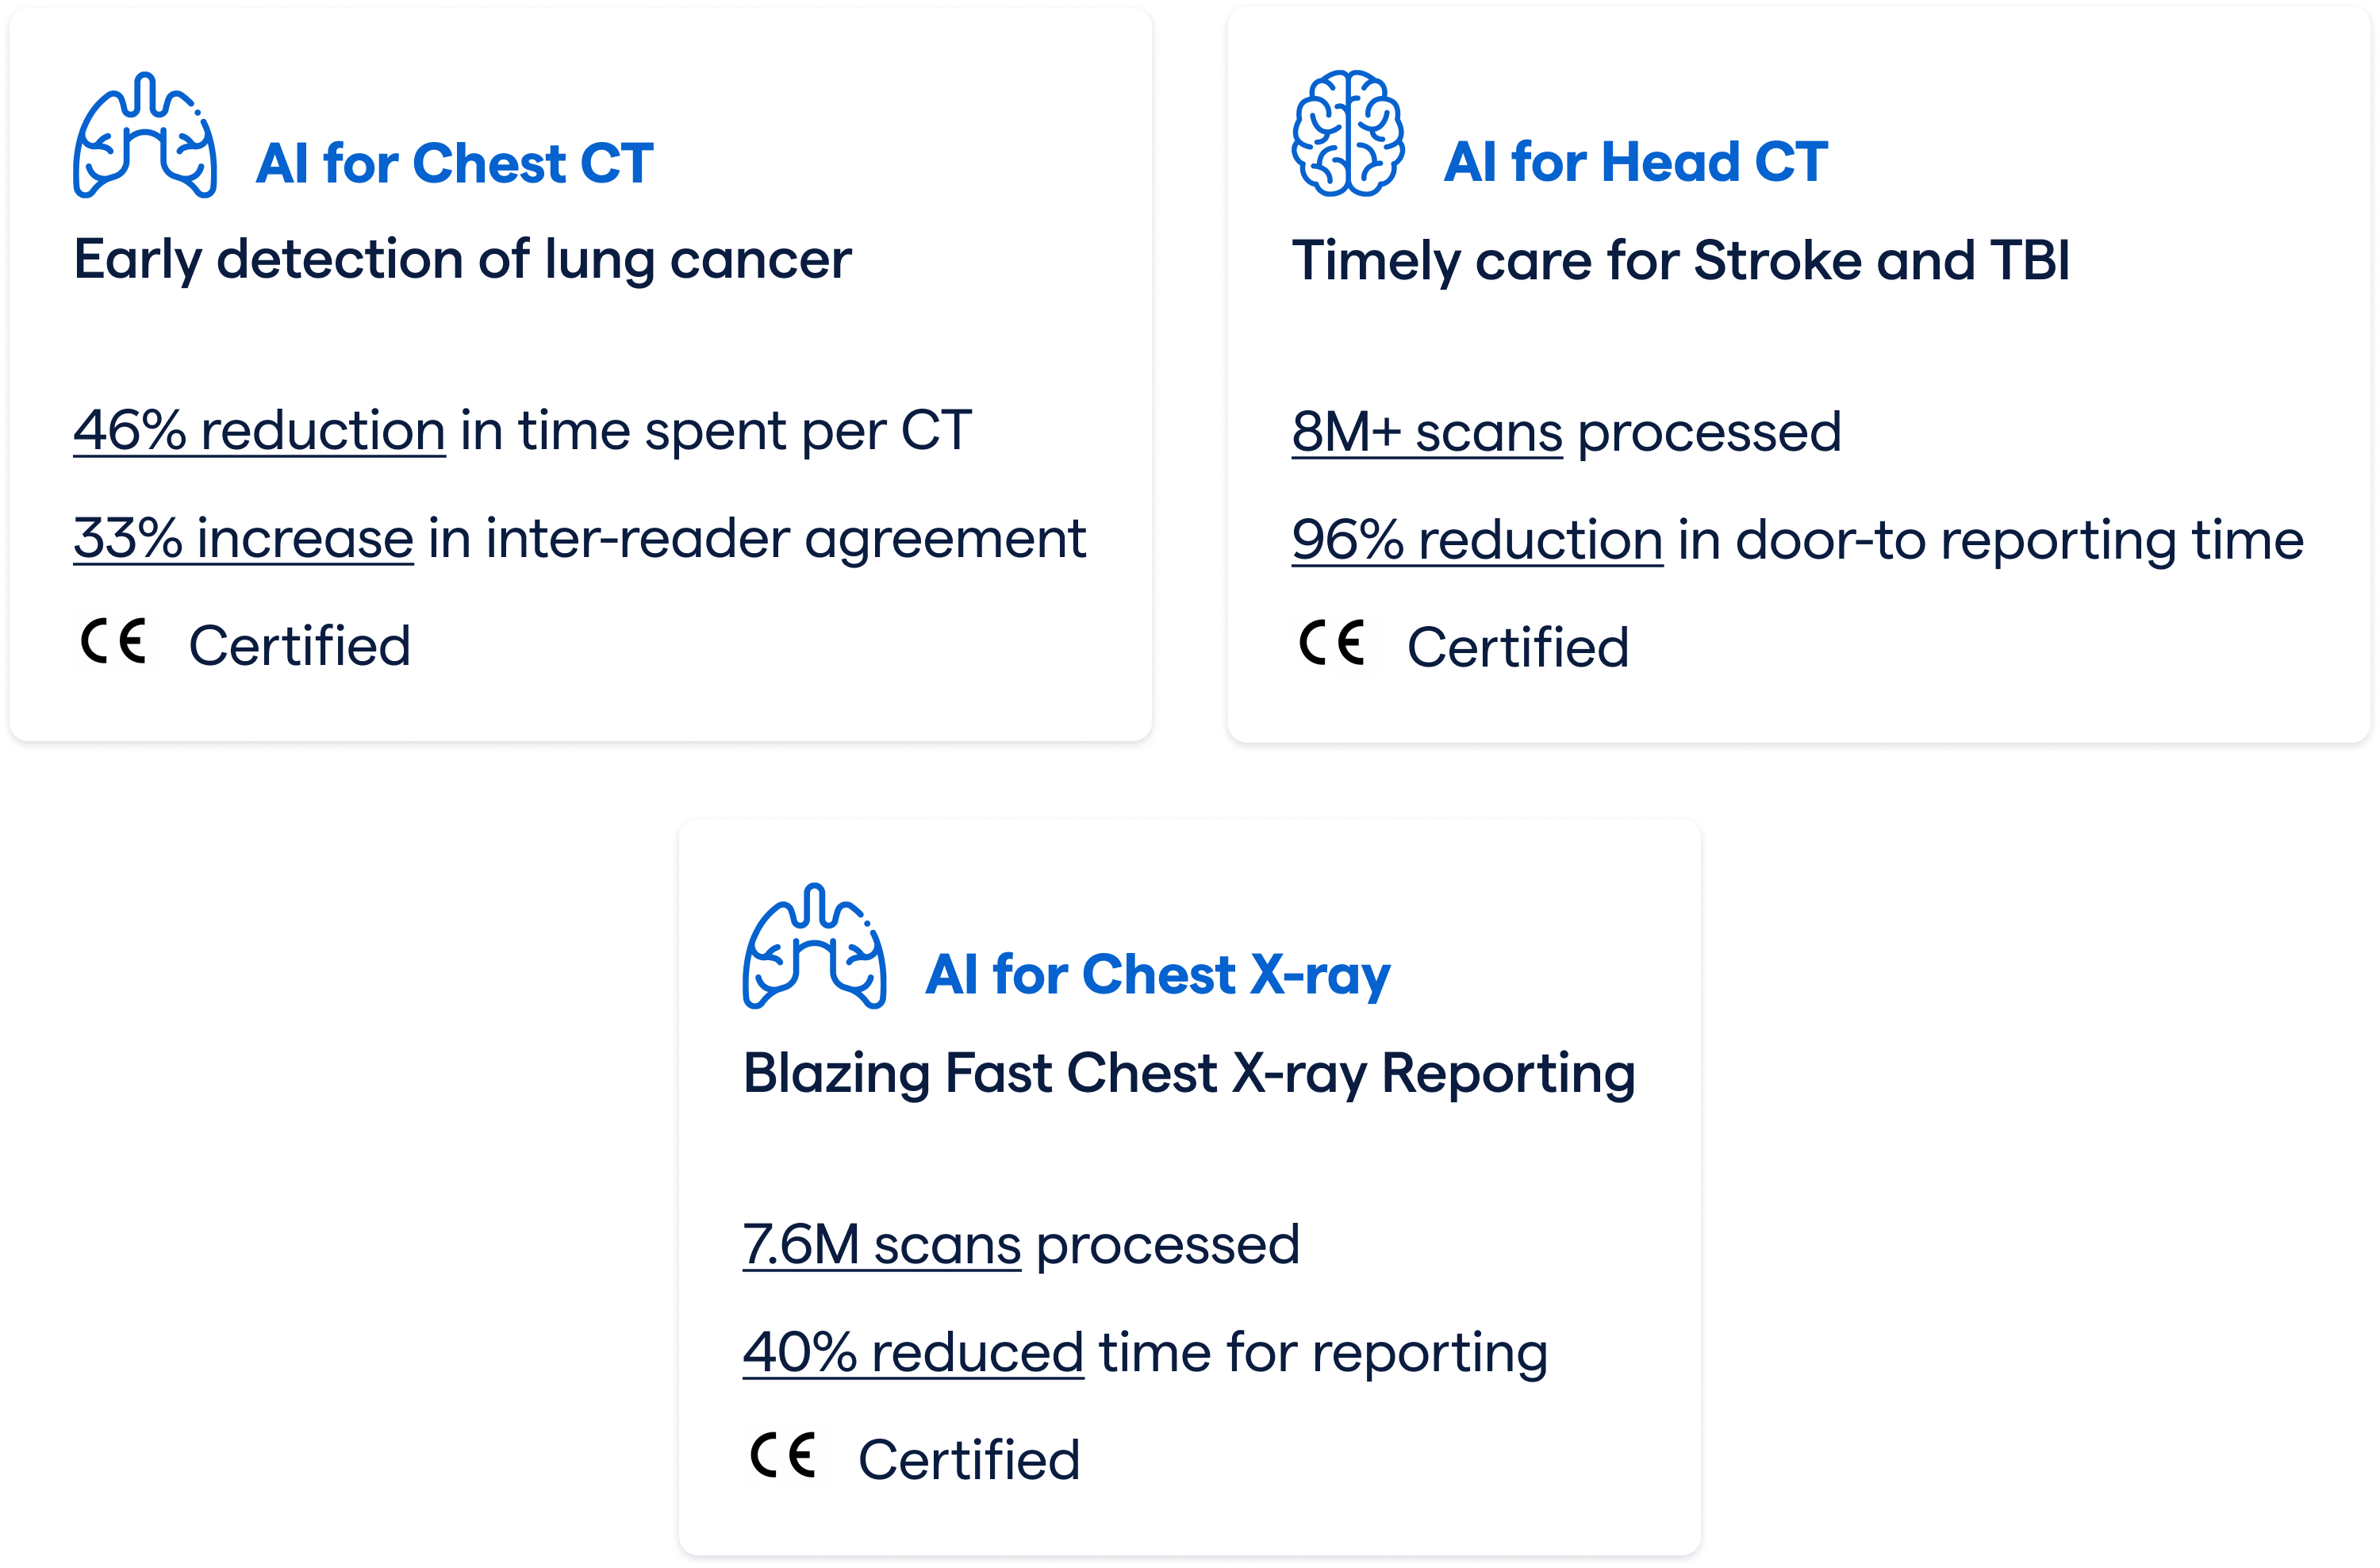 AI for Chest CT
Early detection of lung cancer
46% reduction in time spent per CT
33% increase in inter-reader agreement
CE Certified
AI for Head CT
Timely care for Stroke and TBI
8M+ scans processed
96% reduction in door-to reporting time
CE Certified
AI for Chest X-ray
Blazing Fast Chest X-ray Reporting
7.6M scans processed
40% reduced time for reporting
CE Certified